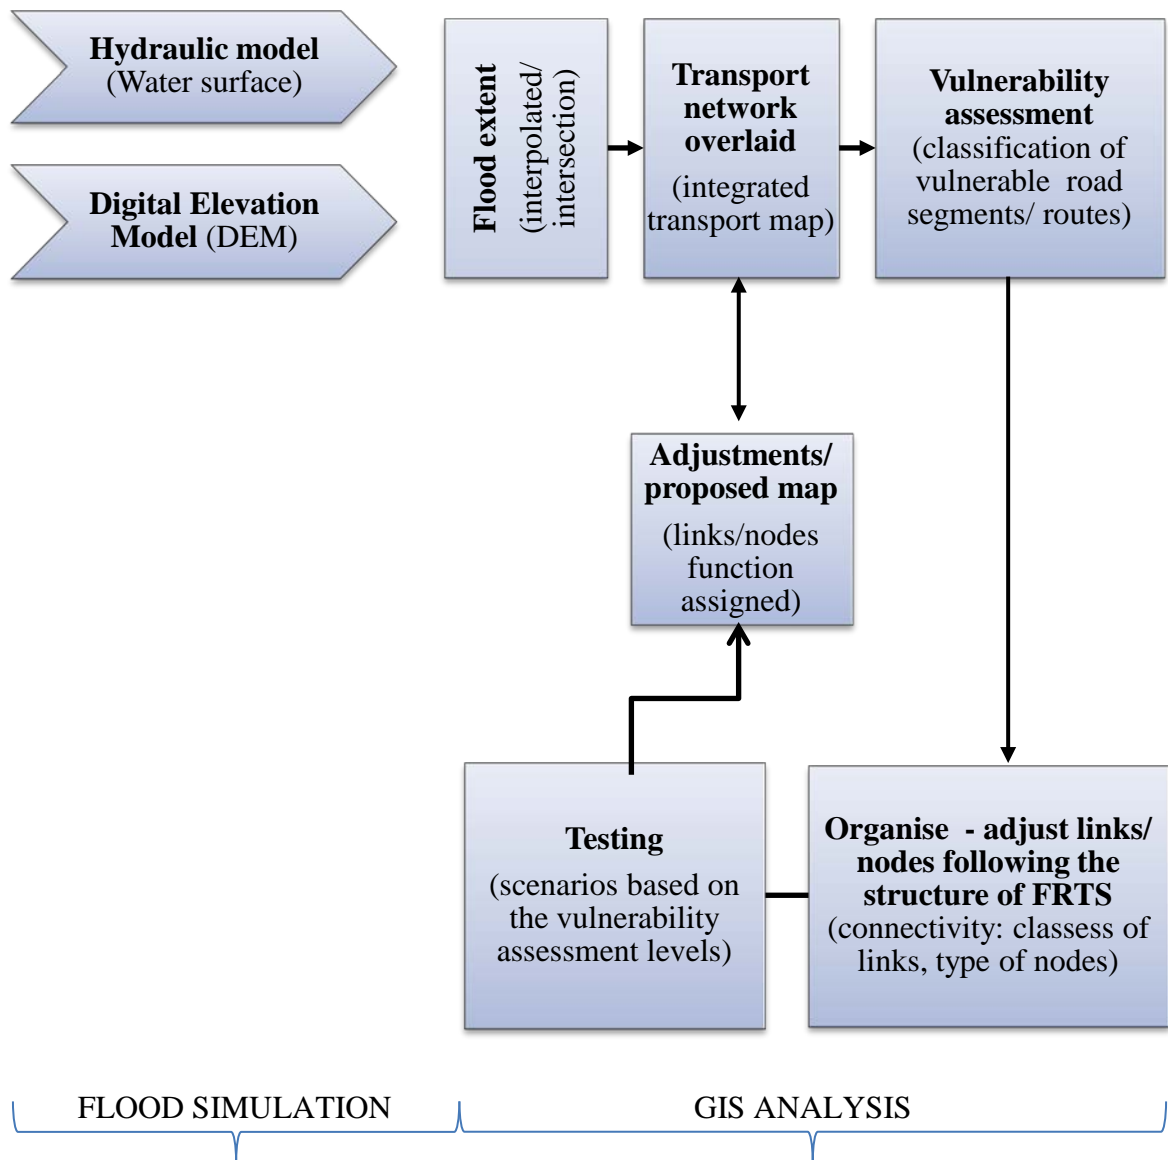 Hydraulic model
(Water surface)
Digital Elevation
Model (DEM)
Flood extent
(interpolated/
intersection)
Transport
network
overlaid
(integrated
transport map)
Vulnerability
assessment
(classification of
vulnerable road
segments/ routes)
Adjustments/
proposed map
(links/nodes
function
assigned)
Testing
(scenarios based on
the vulnerability
assessment levels)
Organise - adjust links/
nodes following the
structure of FRTS
(connectivity: classess of
links, type of nodes)
FLOOD SIMULATION
GIS ANALYSIS